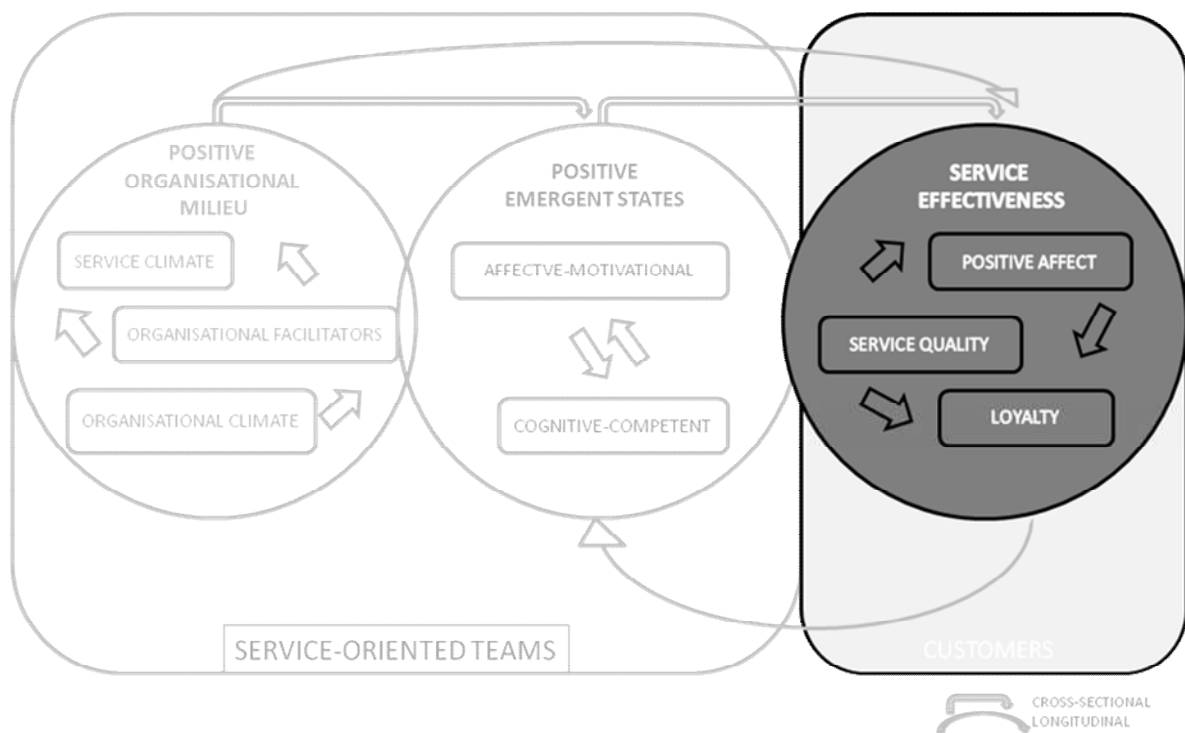 POSITIVE
ORGANISATIONAL
MILIEU
SERVICE CLIMATE
ORGANISATIONAL FACILITATORS
ORGANISATIONAL CLIMATE
POSITIVE
EMERGENT STATES
AFFECTVE-MOTIVATIONAL
COGNITIVE-COMPETENT
SERVICE
EFFECTIVENESS
POSITIVE AFFECT
SERVICE QUALITY
LOYALTY
SERVICE-ORIENTED TEAMS
CUSTOMERS
CROSS-SECTIONAL
LONGITUDINAL